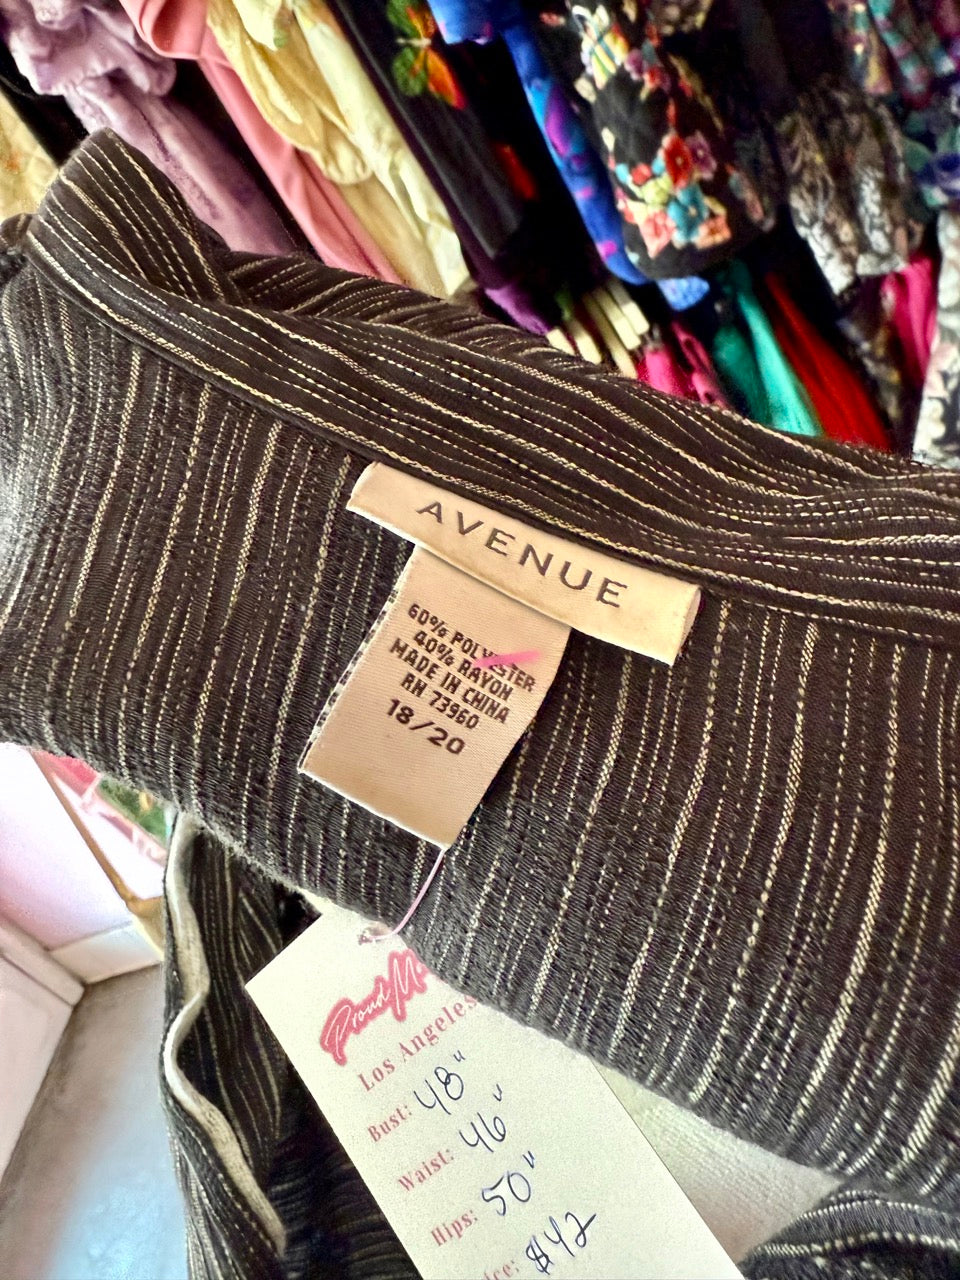 AVENUE
60% POLYESTER
40% RAYON
MADE IN CHINA
RN 73960
18/20
Proud
Los Angeles
Bust: 48"
Waist: 46"
Hips: 50"
$42